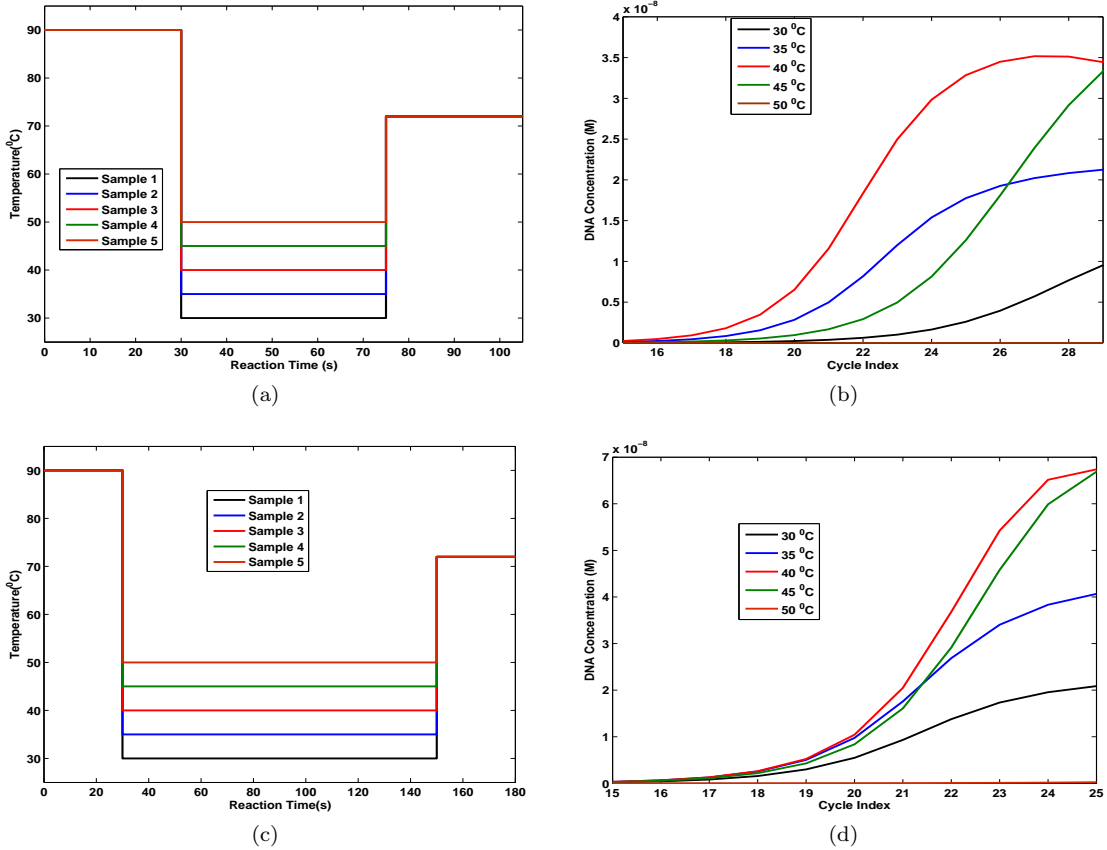 90
80
70
60
50
40
30
0
10
20
30
40
50
60
70
80
90
100
Temperature(⁰C)
Reaction Time (s)
Sample 1
Sample 2
Sample 3
Sample 4
Sample 5
(a)
x 10⁻⁸
4
3.5
3
2.5
2
1.5
1
0.5
0
16
18
20
22
24
26
28
DNA Concentration (M)
Cycle Index
30 ⁰C
35 ⁰C
40 ⁰C
45 ⁰C
50 ⁰C
(b)
90
80
70
60
50
40
30
0
20
40
60
80
100
120
140
160
180
Temperature(⁰C)
Reaction Time(s)
Sample 1
Sample 2
Sample 3
Sample 4
Sample 5
(c)
x 10⁻⁸
7
6
5
4
3
2
1
0
15
16
17
18
19
20
21
22
23
24
25
DNA Concentration (M)
Cycle Index
30 ⁰C
35 ⁰C
40 ⁰C
45 ⁰C
50 ⁰C
(d)